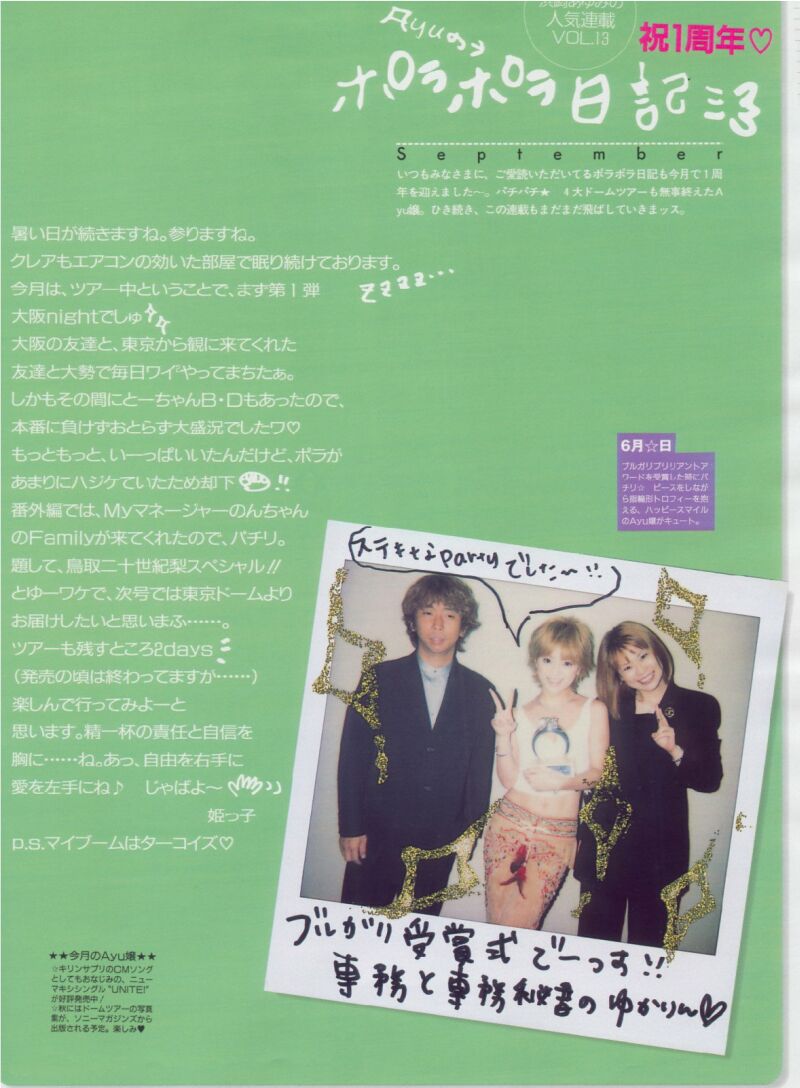 浜崎あゆみの
人気連載
VOL.13
祝1周年♡
Ayuの→
ポラポラ日記
September
いつもみなさまに、ご愛読いただいてるポラポラ日記も今月で1周
年を迎えました〜。パチパチ★　4大ドームツアーも無事終えたA
yu嬢。ひき続き、この連載もまだまだ飛ばしていきまッス。
暑い日が続きますね。参りますね。
クレアもエアコンの効いた部屋で眠り続けております。
zzzz…
今月は、ツアー中ということで、まず第1弾
大阪nightでしゅ
大阪の友達と、東京から観に来てくれた
友達と大勢で毎日ワイ²やってまちたぁ。
しかもその間にとーちゃんB・Dもあったので、
本番に負けずおとらず大盛況でしたワ♡
もっともっと、いーっぱいいたんだけど、ポラが
あまりにハジケていたため却下 !!
番外編では、Myマネージャーのんちゃん
のFamilyが来てくれたので、パチリ。
題して、鳥取二十世紀梨スペシャル!!
とゆーワケで、次号では東京ドームより
お届けしたいと思いまふ……。
ツアーも残すところ2days
(発売の頃は終わってますが……)
楽しんで行ってみよーと
思います。精一杯の責任と自信を
胸に……ね。あっ、自由を右手に
愛を左手にね♪　じゃばよ〜
姫っ子
p.s.マイブームはターコイズ♡
6月☆日
ブルガリブリリアントア
ワードを受賞した時にパ
チリ☆　ピースをしなが
ら指輪形トロフィーを抱
える、ハッピースマイル
のAyu嬢がキュート。
ステキなpartyでした〜!!
ブルガリ受賞式でーっす!!
専務と専務秘書のゆかりん♡
★★今月のAyu嬢★★
☆キリンサプリのCMソング
としてもおなじみの、ニュー
マキシシングル"UNITE!"
が好評発売中！
☆秋にはドームツアーの写真
集が、ソニーマガジンズから
出版される予定。楽しみ♥